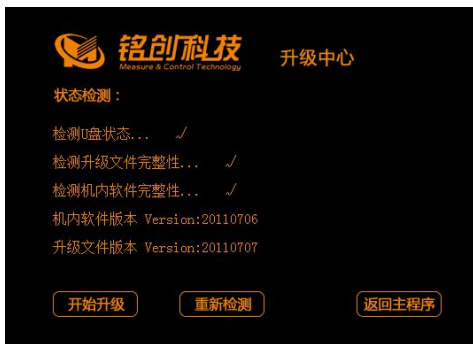 铭创科技
Measure & Control Technology
升级中心
状态检测：
检测U盘状态... √
检测升级文件完整性... √
检测机内软件完整性... √
机内软件版本 Version:20110706
升级文件版本 Version:20110707
开始升级 重新检测 返回主程序